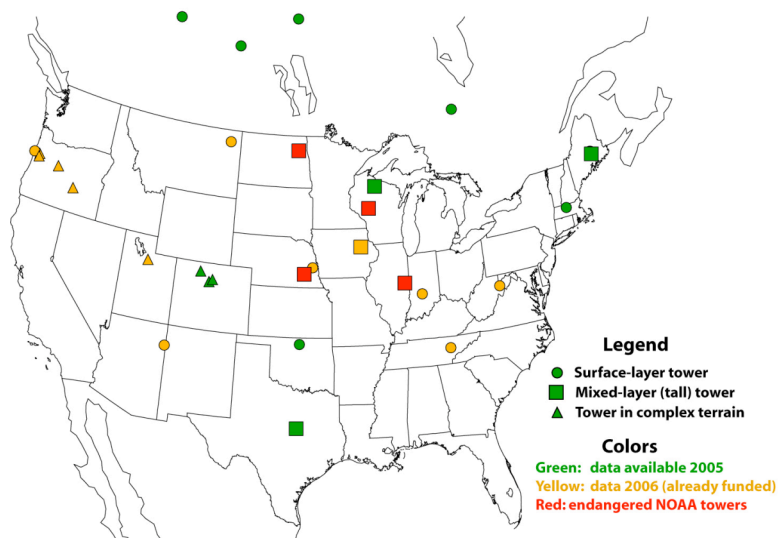 Legend
Surface-layer tower
Mixed-layer (tall) tower
Tower in complex terrain
Colors
Green: data available 2005
Yellow: data 2006 (already funded)
Red: endangered NOAA towers